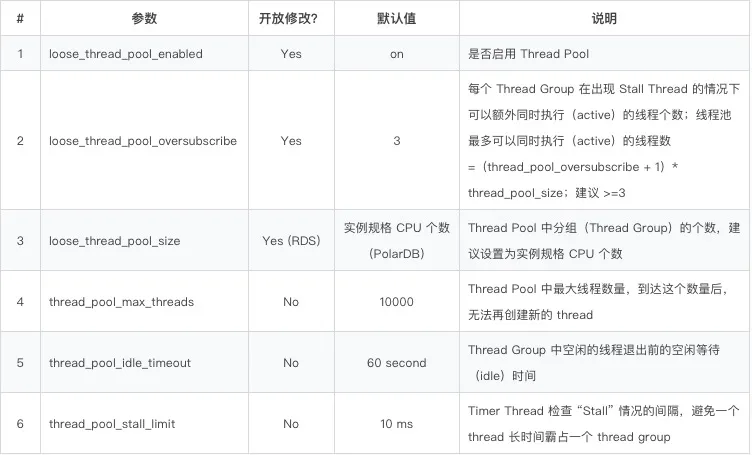 # 参数 开放修改? 默认值 说明
1 loose_thread_pool_enabled Yes on 是否启用 Thread Pool
2 loose_thread_pool_oversubscribe Yes 3 每个 Thread Group 在出现 Stall Thread 的情况下
可以额外同时执行（active）的线程个数；线程池
最多可以同时执行（active）的线程数
=（thread_pool_oversubscribe + 1）*
thread_pool_size；建议 >=3
3 loose_thread_pool_size Yes (RDS) 实例规格 CPU 个数
(PolarDB)
Thread Pool 中分组（Thread Group）的个数，建
议设置为实例规格 CPU 个数
4 thread_pool_max_threads No 10000 Thread Pool 中最大线程数量，到达这个数量后，
无法再创建新的 thread
5 thread_pool_idle_timeout No 60 second Thread Group 中空闲的线程退出前的空闲等待
（idle）时间
6 thread_pool_stall_limit No 10 ms Timer Thread 检查“Stall”情况的间隔，避免一个
thread 长时间霸占一个 thread group